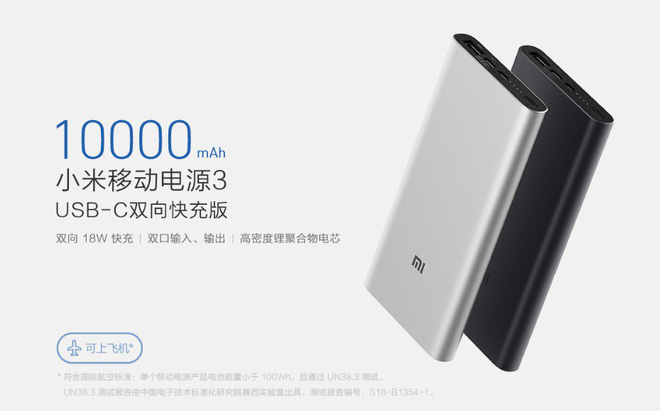 10000 mAh
小米移动电源3
USB-C双向快充版
双向 18W 快充 | 双口输入、输出 | 高密度锂聚合物电芯
mi
可上飞机*
* 符合国际航空标准：单个移动电源产品电池能量小于 100Wh，且通过 UN38.3 测试。
UN38.3 测试报告由中国电子技术标准化研究院赛西实验室出具，测试报告编号：S18-B1354-1。